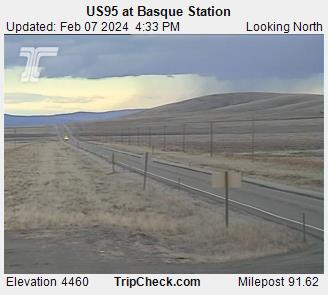 US95 at Basque Station
Updated: Feb 07 2024 4:33 PM Looking North
Elevation 4460 TripCheck.com Milepost 91.62